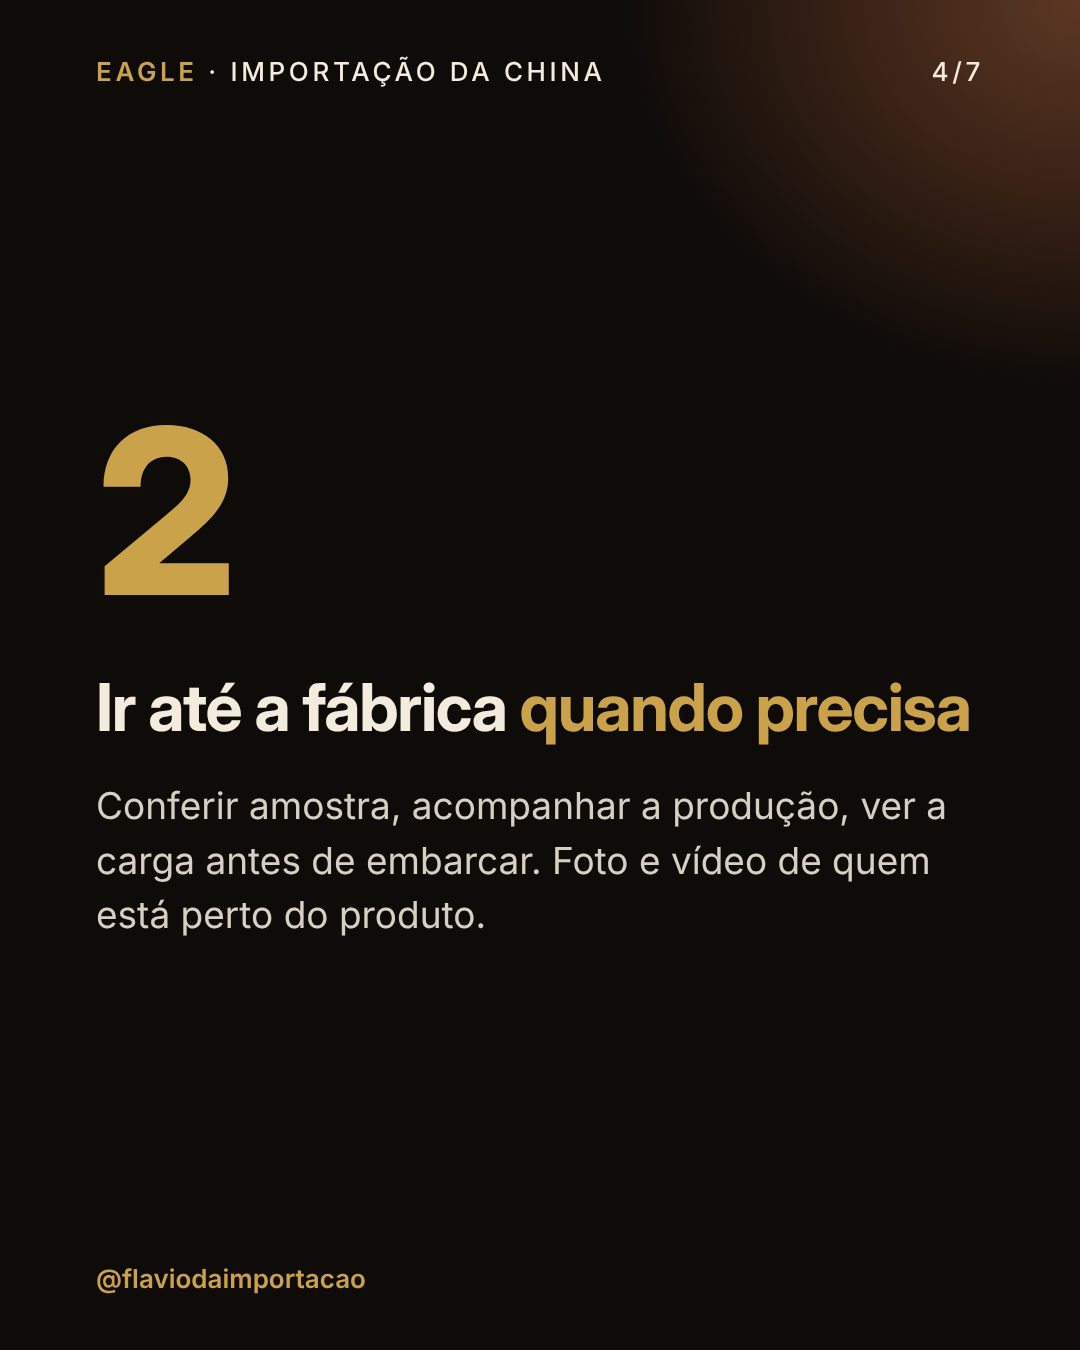 EAGLE · IMPORTAÇÃO DA CHINA
4/7
2
Ir até a fábrica quando precisa
Conferir amostra, acompanhar a produção, ver a
carga antes de embarcar. Foto e vídeo de quem
está perto do produto.
@flaviodaimportacao